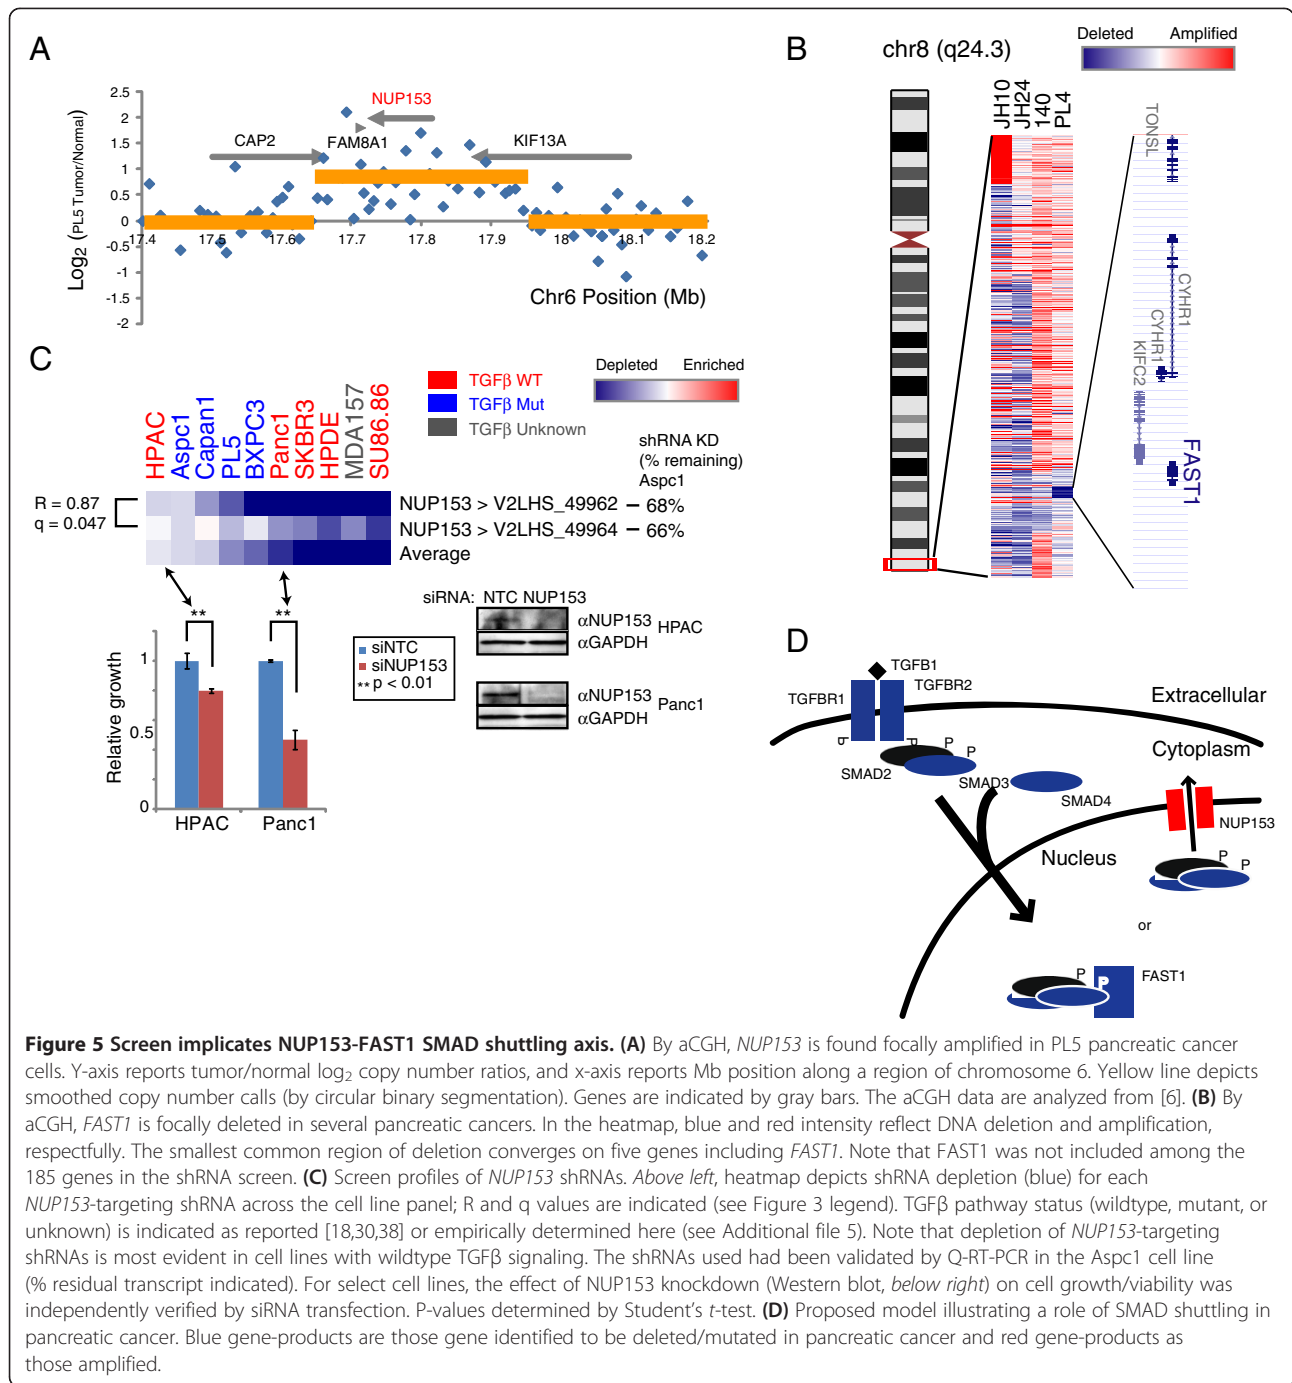 A
Log2 (PL5 Tumor/Normal)
2.5
2
1.5
1
0.5
0
-0.5
-1
-1.5
-2
NUP153
CAP2
FAM8A1
KIF13A
17.4 17.5 17.6 17.7 17.8 17.9 18 18.1 18.2
Chr6 Position (Mb)
B
chr8 (q24.3)
Deleted Amplified
JH10
JH24
140
PL4
TONSL
CYHR1
CYHR1
KIFC2
FAST1
C
TGFβ WT
TGFβ Mut
TGFβ Unknown
Depleted Enriched
shRNA KD
(% remaining)
Aspc1
HPAC
Aspc1
Capan1
PL5
BXPC3
Panc1
SKBR3
HPDE
MDA157
SU86.86
R = 0.87
q = 0.047
NUP153 > V2LHS_49962 – 68%
NUP153 > V2LHS_49964 – 66%
Average
**
**
Relative growth
1
0.5
0
HPAC Panc1
siNTC
siNUP153
** p < 0.01
siRNA: NTC NUP153
αNUP153
αGAPDH
HPAC
αNUP153
αGAPDH
Panc1
D
TGFB1
TGFBR1
TGFBR2
Extracellular
P
P
P
P
Cytoplasm
SMAD2
SMAD3
SMAD4
NUP153
Nucleus
P
P
or
P
P
FAST1
Figure 5 Screen implicates NUP153-FAST1 SMAD shuttling axis. (A) By aCGH, NUP153 is found focally amplified in PL5 pancreatic cancer
cells. Y-axis reports tumor/normal log2 copy number ratios, and x-axis reports Mb position along a region of chromosome 6. Yellow line depicts
smoothed copy number calls (by circular binary segmentation). Genes are indicated by gray bars. The aCGH data are analyzed from [6]. (B) By
aCGH, FAST1 is focally deleted in several pancreatic cancers. In the heatmap, blue and red intensity reflect DNA deletion and amplification,
respectfully. The smallest common region of deletion converges on five genes including FAST1. Note that FAST1 was not included among the
185 genes in the shRNA screen. (C) Screen profiles of NUP153 shRNAs. Above left, heatmap depicts shRNA depletion (blue) for each
NUP153-targeting shRNA across the cell line panel; R and q values are indicated (see Figure 3 legend). TGFβ pathway status (wildtype, mutant, or
unknown) is indicated as reported [18,30,38] or empirically determined here (see Additional file 5). Note that depletion of NUP153-targeting
shRNAs is most evident in cell lines with wildtype TGFβ signaling. The shRNAs used had been validated by Q-RT-PCR in the Aspc1 cell line
(% residual transcript indicated). For select cell lines, the effect of NUP153 knockdown (Western blot, below right) on cell growth/viability was
independently verified by siRNA transfection. P-values determined by Student's t-test. (D) Proposed model illustrating a role of SMAD shuttling in
pancreatic cancer. Blue gene-products are those gene identified to be deleted/mutated in pancreatic cancer and red gene-products as
those amplified.